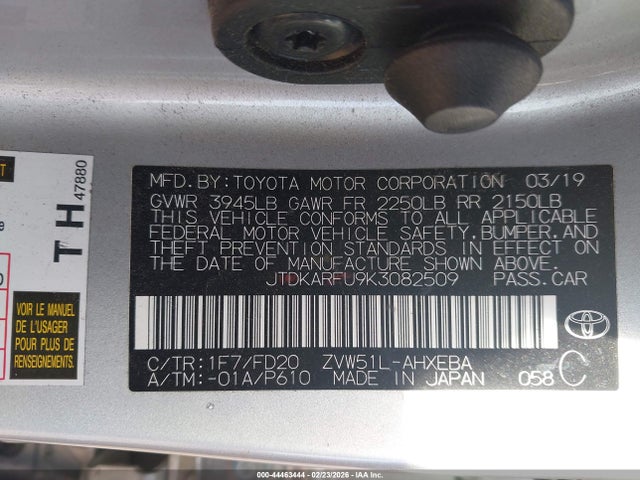 MFD.BY:TOYOTA MOTOR CORPORATION 03/19
GVWR 3945LB GAWR FR 2250LB RR 2150LB
THIS VEHICLE CONFORMS TO ALL APPLICABLE
FEDERAL MOTOR VEHICLE SAFETY,BUMPER,AND
THEFT PREVENTION STANDARDS IN EFFECT ON
THE DATE OF MANUFACTURE SHOWN ABOVE.
JTDKARFU9K3082509 PASS.CAR
C/TR:1F7/FD20 ZVW51L-AHXEBA
A/TM:-01A/P610 MADE IN JAPAN 058 C
TOYOTA
TH 47880
VOIR LE MANUEL
DE L'USAGER
POUR PLUS DE
RENSEIGNEMENTS.
000-44463444 - 02/23/2026 - IAA Inc.